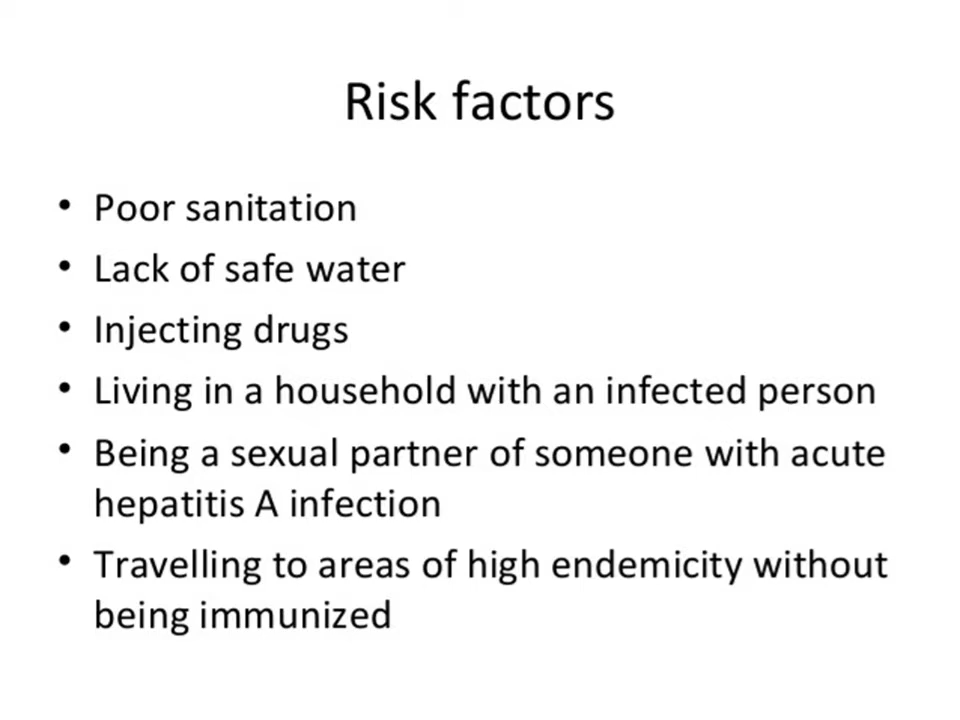 Risk factors
• Poor sanitation
• Lack of safe water
• Injecting drugs
• Living in a household with an infected person
• Being a sexual partner of someone with acute
hepatitis A infection
• Travelling to areas of high endemicity without
being immunized